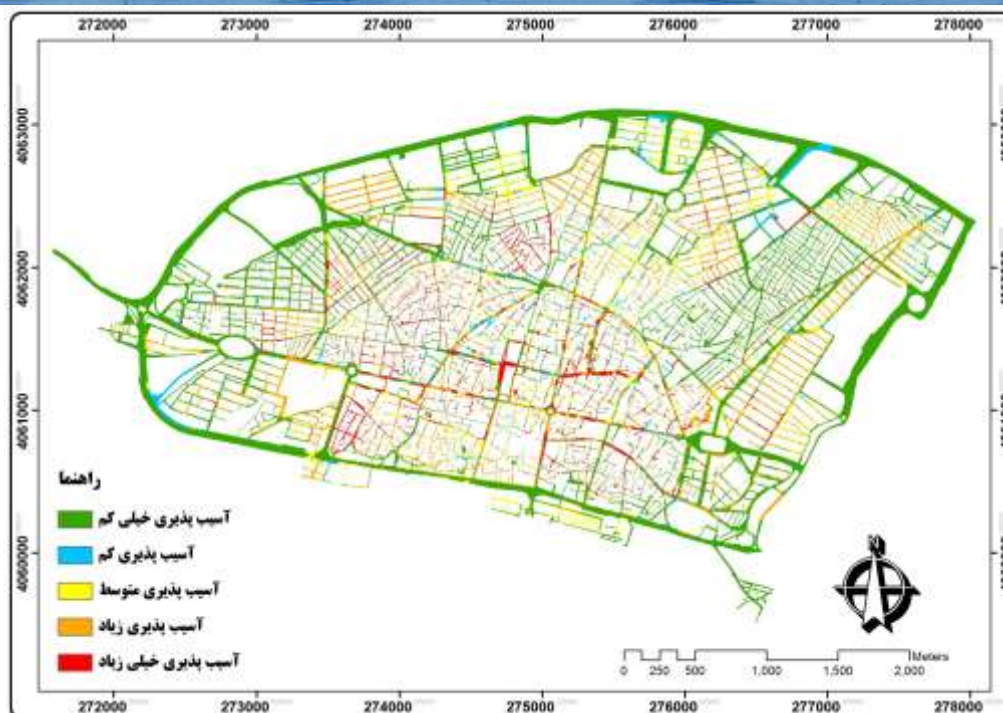 272000 273000 274000 275000 276000 277000 278000
4063000
4062000
4061000
4060000
راهنما
آسیب پذیری خیلی کم
آسیب پذیری کم
آسیب پذیری متوسط
آسیب پذیری زیاد
آسیب پذیری خیلی زیاد
N
Meters
0 250 500 1,000 1,500 2,000
272000 273000 274000 275000 276000 277000 278000